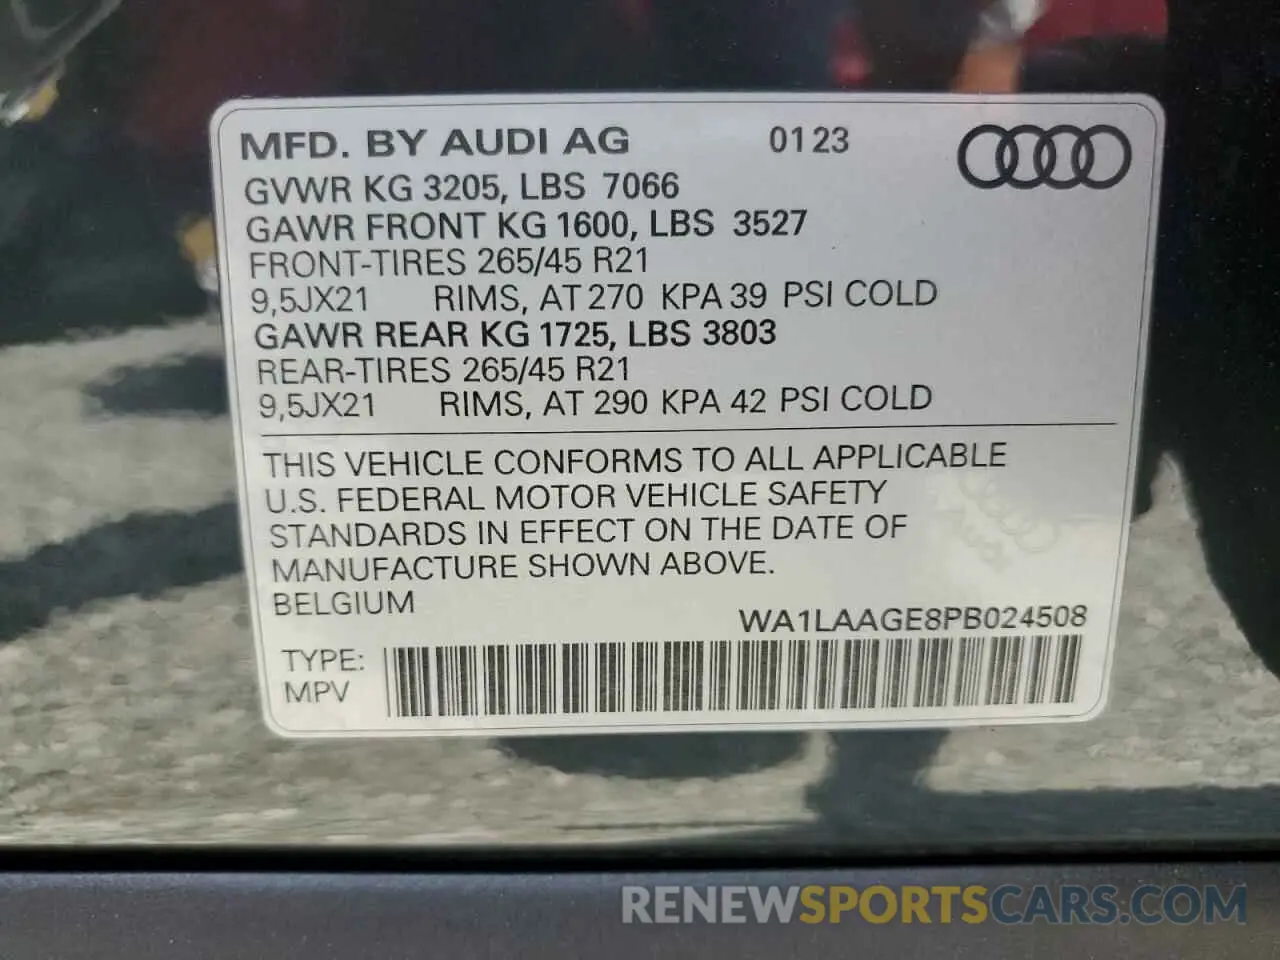 MFD. BY AUDI AG 0123
GVWR KG 3205, LBS 7066
GAWR FRONT KG 1600, LBS 3527
FRONT-TIRES 265/45 R21
9,5JX21 RIMS, AT 270 KPA 39 PSI COLD
GAWR REAR KG 1725, LBS 3803
REAR-TIRES 265/45 R21
9,5JX21 RIMS, AT 290 KPA 42 PSI COLD
THIS VEHICLE CONFORMS TO ALL APPLICABLE
U.S. FEDERAL MOTOR VEHICLE SAFETY
STANDARDS IN EFFECT ON THE DATE OF
MANUFACTURE SHOWN ABOVE.
BELGIUM
WA1LAAGE8PB024508
TYPE:
MPV
RENEWSPORTSCARS.COM